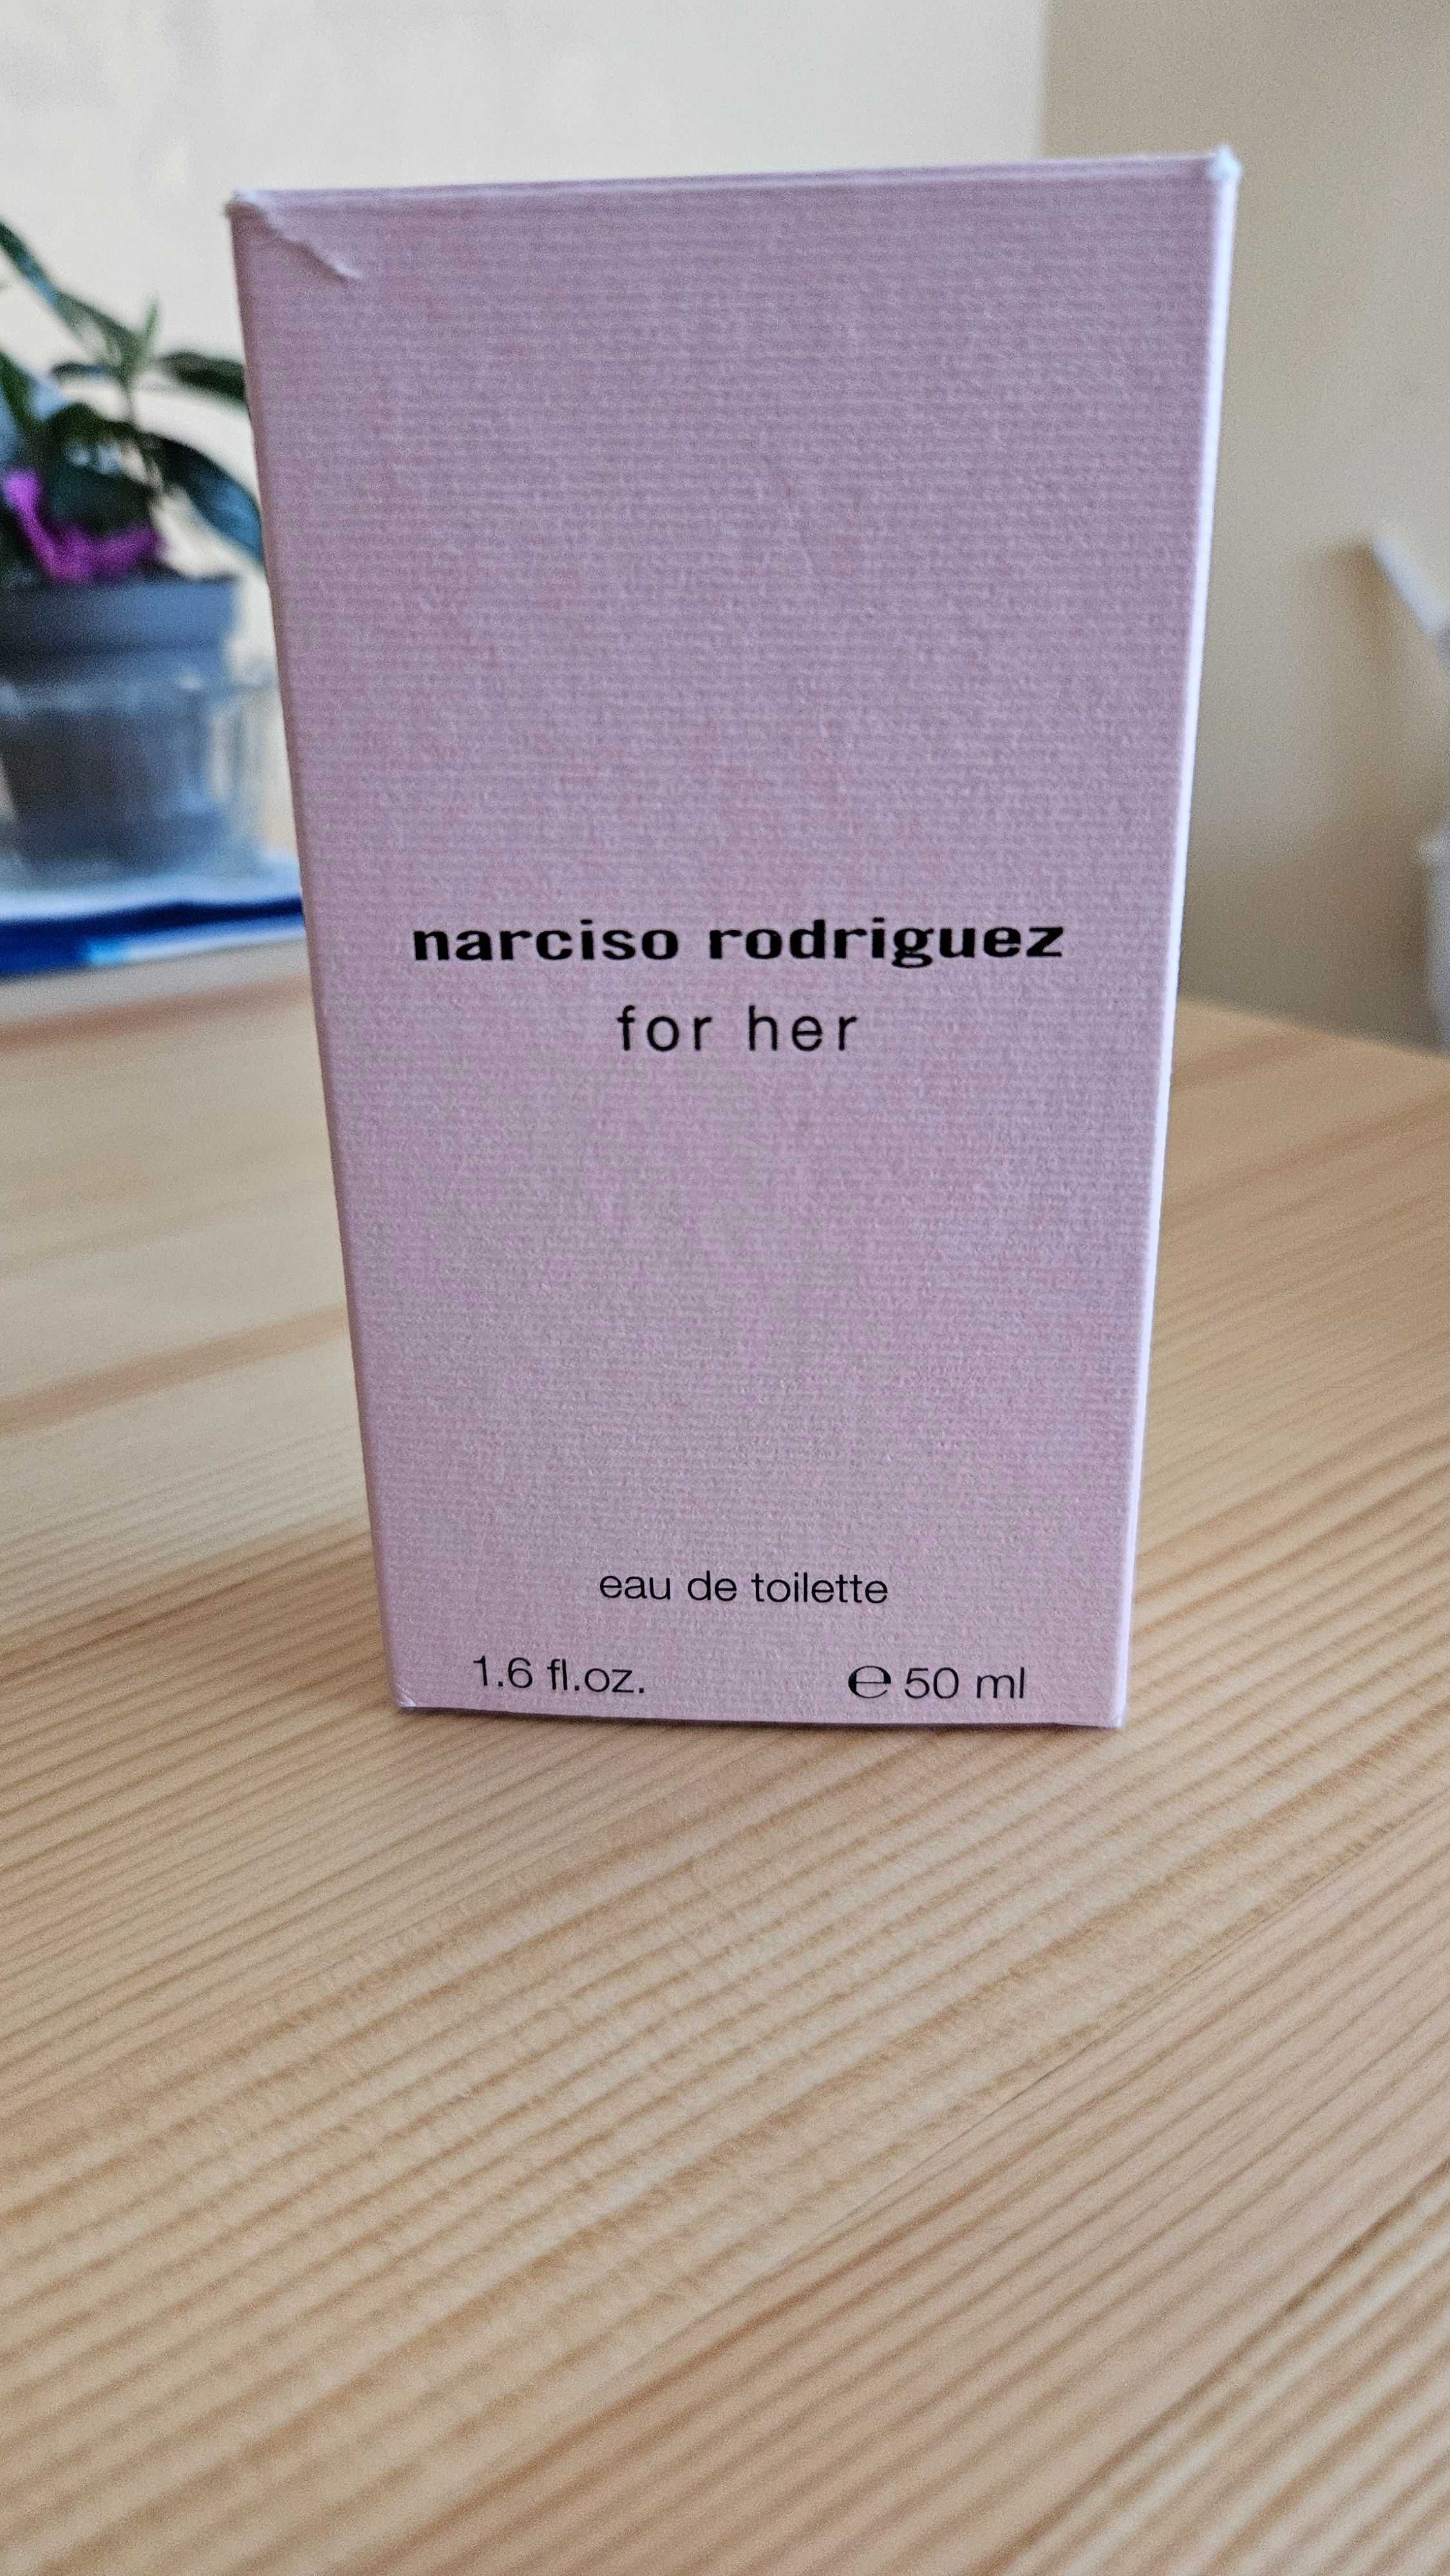 narciso rodriguez
for her
eau de toilette
1.6 fl.oz. ℮ 50 ml